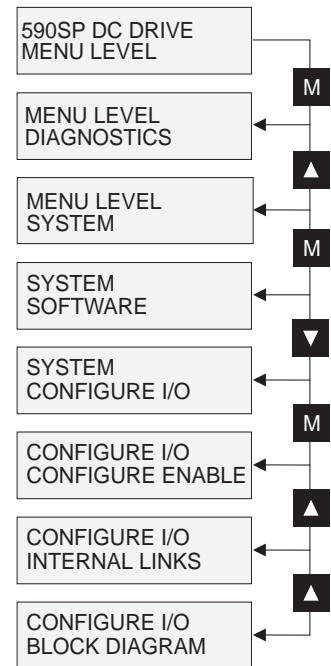 590SP DC DRIVE
MENU LEVEL
M
MENU LEVEL
DIAGNOSTICS
▲
MENU LEVEL
SYSTEM
M
SYSTEM
SOFTWARE
▼
SYSTEM
CONFIGURE I/O
M
CONFIGURE I/O
CONFIGURE ENABLE
▲
CONFIGURE I/O
INTERNAL LINKS
▲
CONFIGURE I/O
BLOCK DIAGRAM